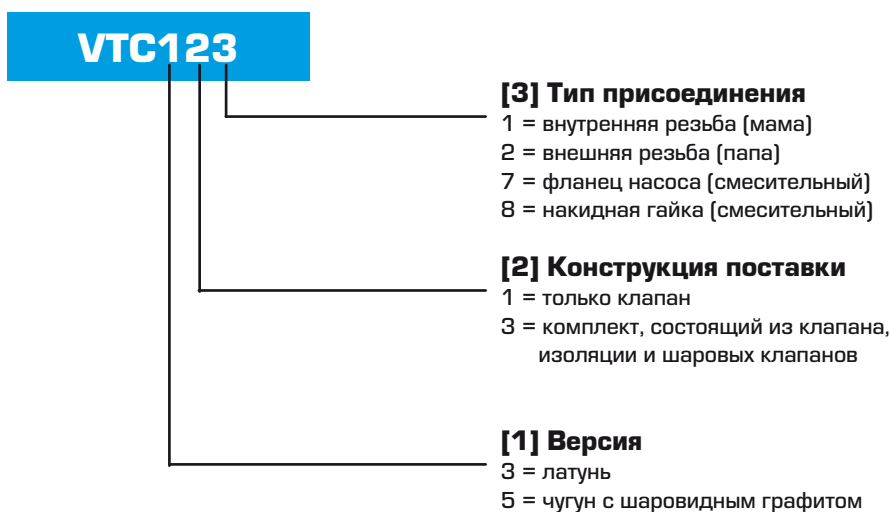 VTC123
[3] Тип присоединения
1 = внутренняя резьба (мама)
2 = внешняя резьба (папа)
7 = фланец насоса (смесительный)
8 = накидная гайка (смесительный)
[2] Конструкция поставки
1 = только клапан
3 = комплект, состоящий из клапана,
изоляции и шаровых клапанов
[1] Версия
3 = латунь
5 = чугун с шаровидным графитом